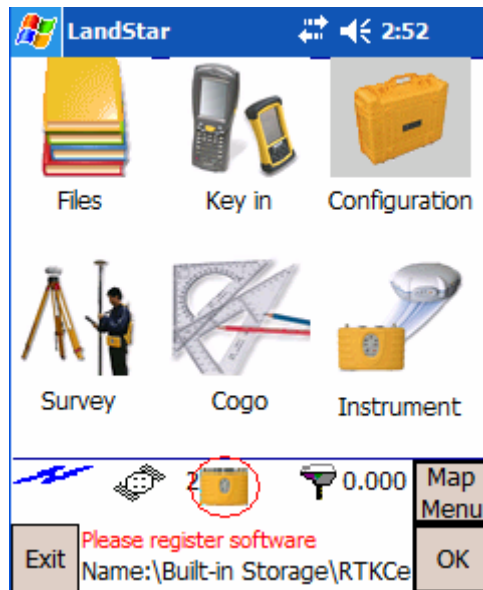 LandStar 2:52
Files Key in Configuration
Survey Cogo Instrument
2 0.000 Map
Menu
Please register software
Exit Name:\Built-in Storage\RTKCe OK